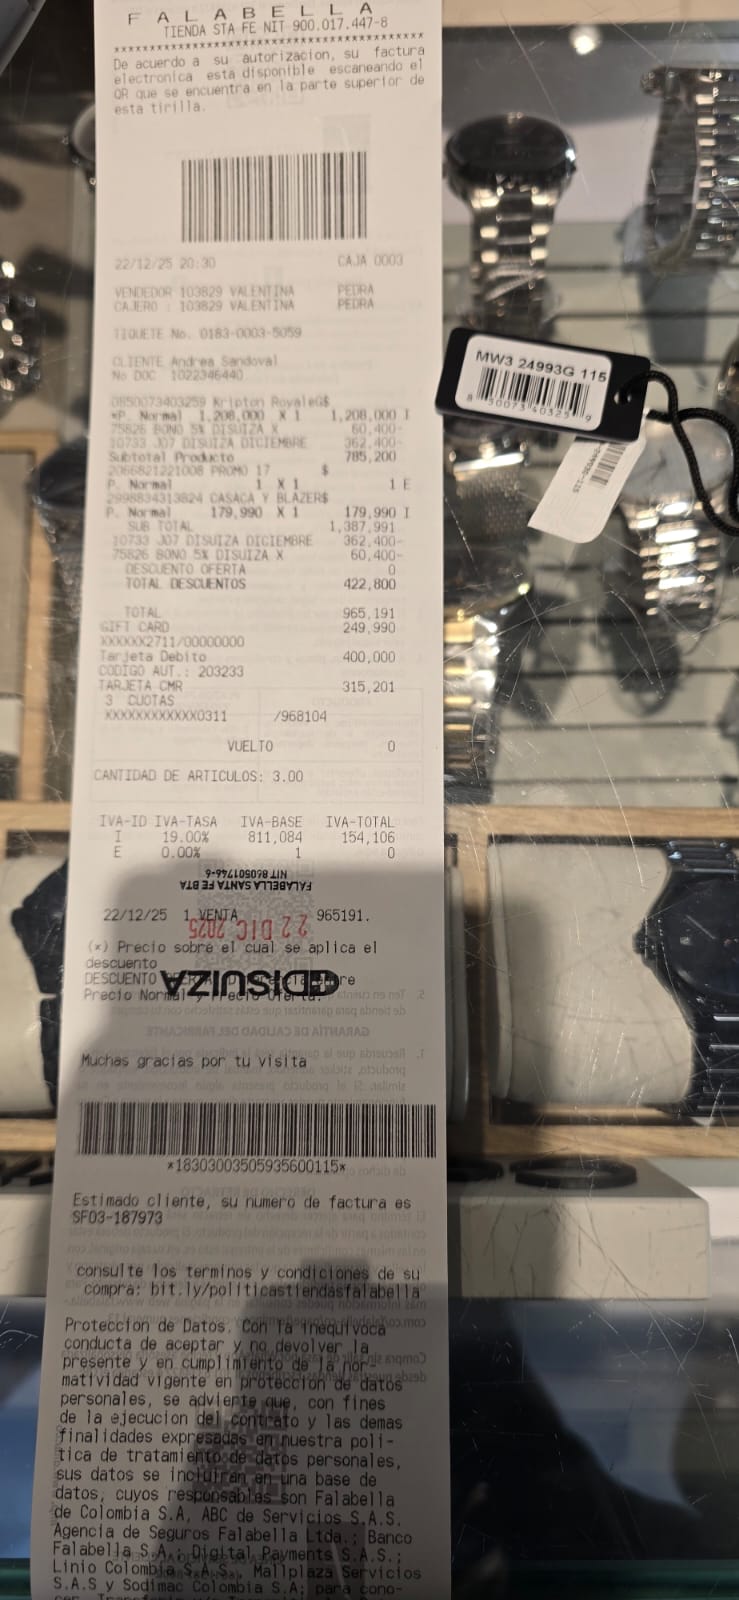 FALABELLA
TIENDA STA FE NIT 900.017.447-8
****************************************
De acuerdo a su autorizacion, su factura
electronica esta disponible escaneando el
QR que se encuentra en la parte superior de
esta tirilla.
22/12/25 20:30 CAJA 0003
VENDEDOR 103829 VALENTINA PEDRA
CAJERO : 103829 VALENTINA PEDRA
TIQUETE No. 0183-0003-5059
CLIENTE Andrea Sandoval
No DOC 1022346440
0850073403259 Kripton RoyaleG$
*P. Normal 1,208,000 X 1 1,208,000 I
75826 BONO 5% DISUIZA X 60,400-
10733 J07 DISUIZA DICIEMBRE 362,400-
Subtotal Producto 785,200
2066821221008 PROMO 17 $
P. Normal 1 X 1 1 E
2998834313824 CASACA Y BLAZER$
P. Normal 179,990 X 1 179,990 I
SUB TOTAL 1,387,991
10733 J07 DISUIZA DICIEMBRE 362,400-
75826 BONO 5% DISUIZA X 60,400-
DESCUENTO OFERTA 0
TOTAL DESCUENTOS 422,800
TOTAL 965,191
GIFT CARD 249,990
XXXXXX2711/00000000
Tarjeta Debito 400,000
CODIGO AUT.: 203233
TARJETA CMR 315,201
3 CUOTAS
XXXXXXXXXXXX0311 /968104
VUELTO 0
CANTIDAD DE ARTICULOS: 3.00
IVA-ID IVA-TASA IVA-BASE IVA-TOTAL
I 19.00% 811,084 154,106
E 0.00% 1 0
NIT 860501746-6
FALABELLA SANTA FE BTA
22/12/25 1 VENTA 965191.
22 DIC 2025
(*) Precio sobre el cual se aplica el
descuento
DISUIZA
Precio Normal y Precio Oferta.
Muchas gracias por tu visita
*18303003505935600115*
Estimado cliente, su numero de factura es
SF03-187973
consulte los terminos y condiciones de su
compra: bit.ly/politicastiendasfalabella
Proteccion de Datos. Con la inequivoca
conducta de aceptar y no devolver la
presente y en cumplimiento de la nor-
matividad vigente en proteccion de datos
personales, se advierte que, con fines
de la ejecucion del contrato y las demas
finalidades expresadas en nuestra poli-
tica de tratamiento de datos personales,
sus datos se incluiran en una base de
datos, cuyos responsables son Falabella
de Colombia S.A, ABC de Servicios S.A.S.
Agencia de Seguros Falabella Ltda.; Banco
Falabella S.A.; Digital Payments S.A.S.;
Linio Colombia S.A.S., Mallplaza Servicios
S.A.S y Sodimac Colombia S.A; para cono-
MW3 24993G 115
8 50073 40325 9